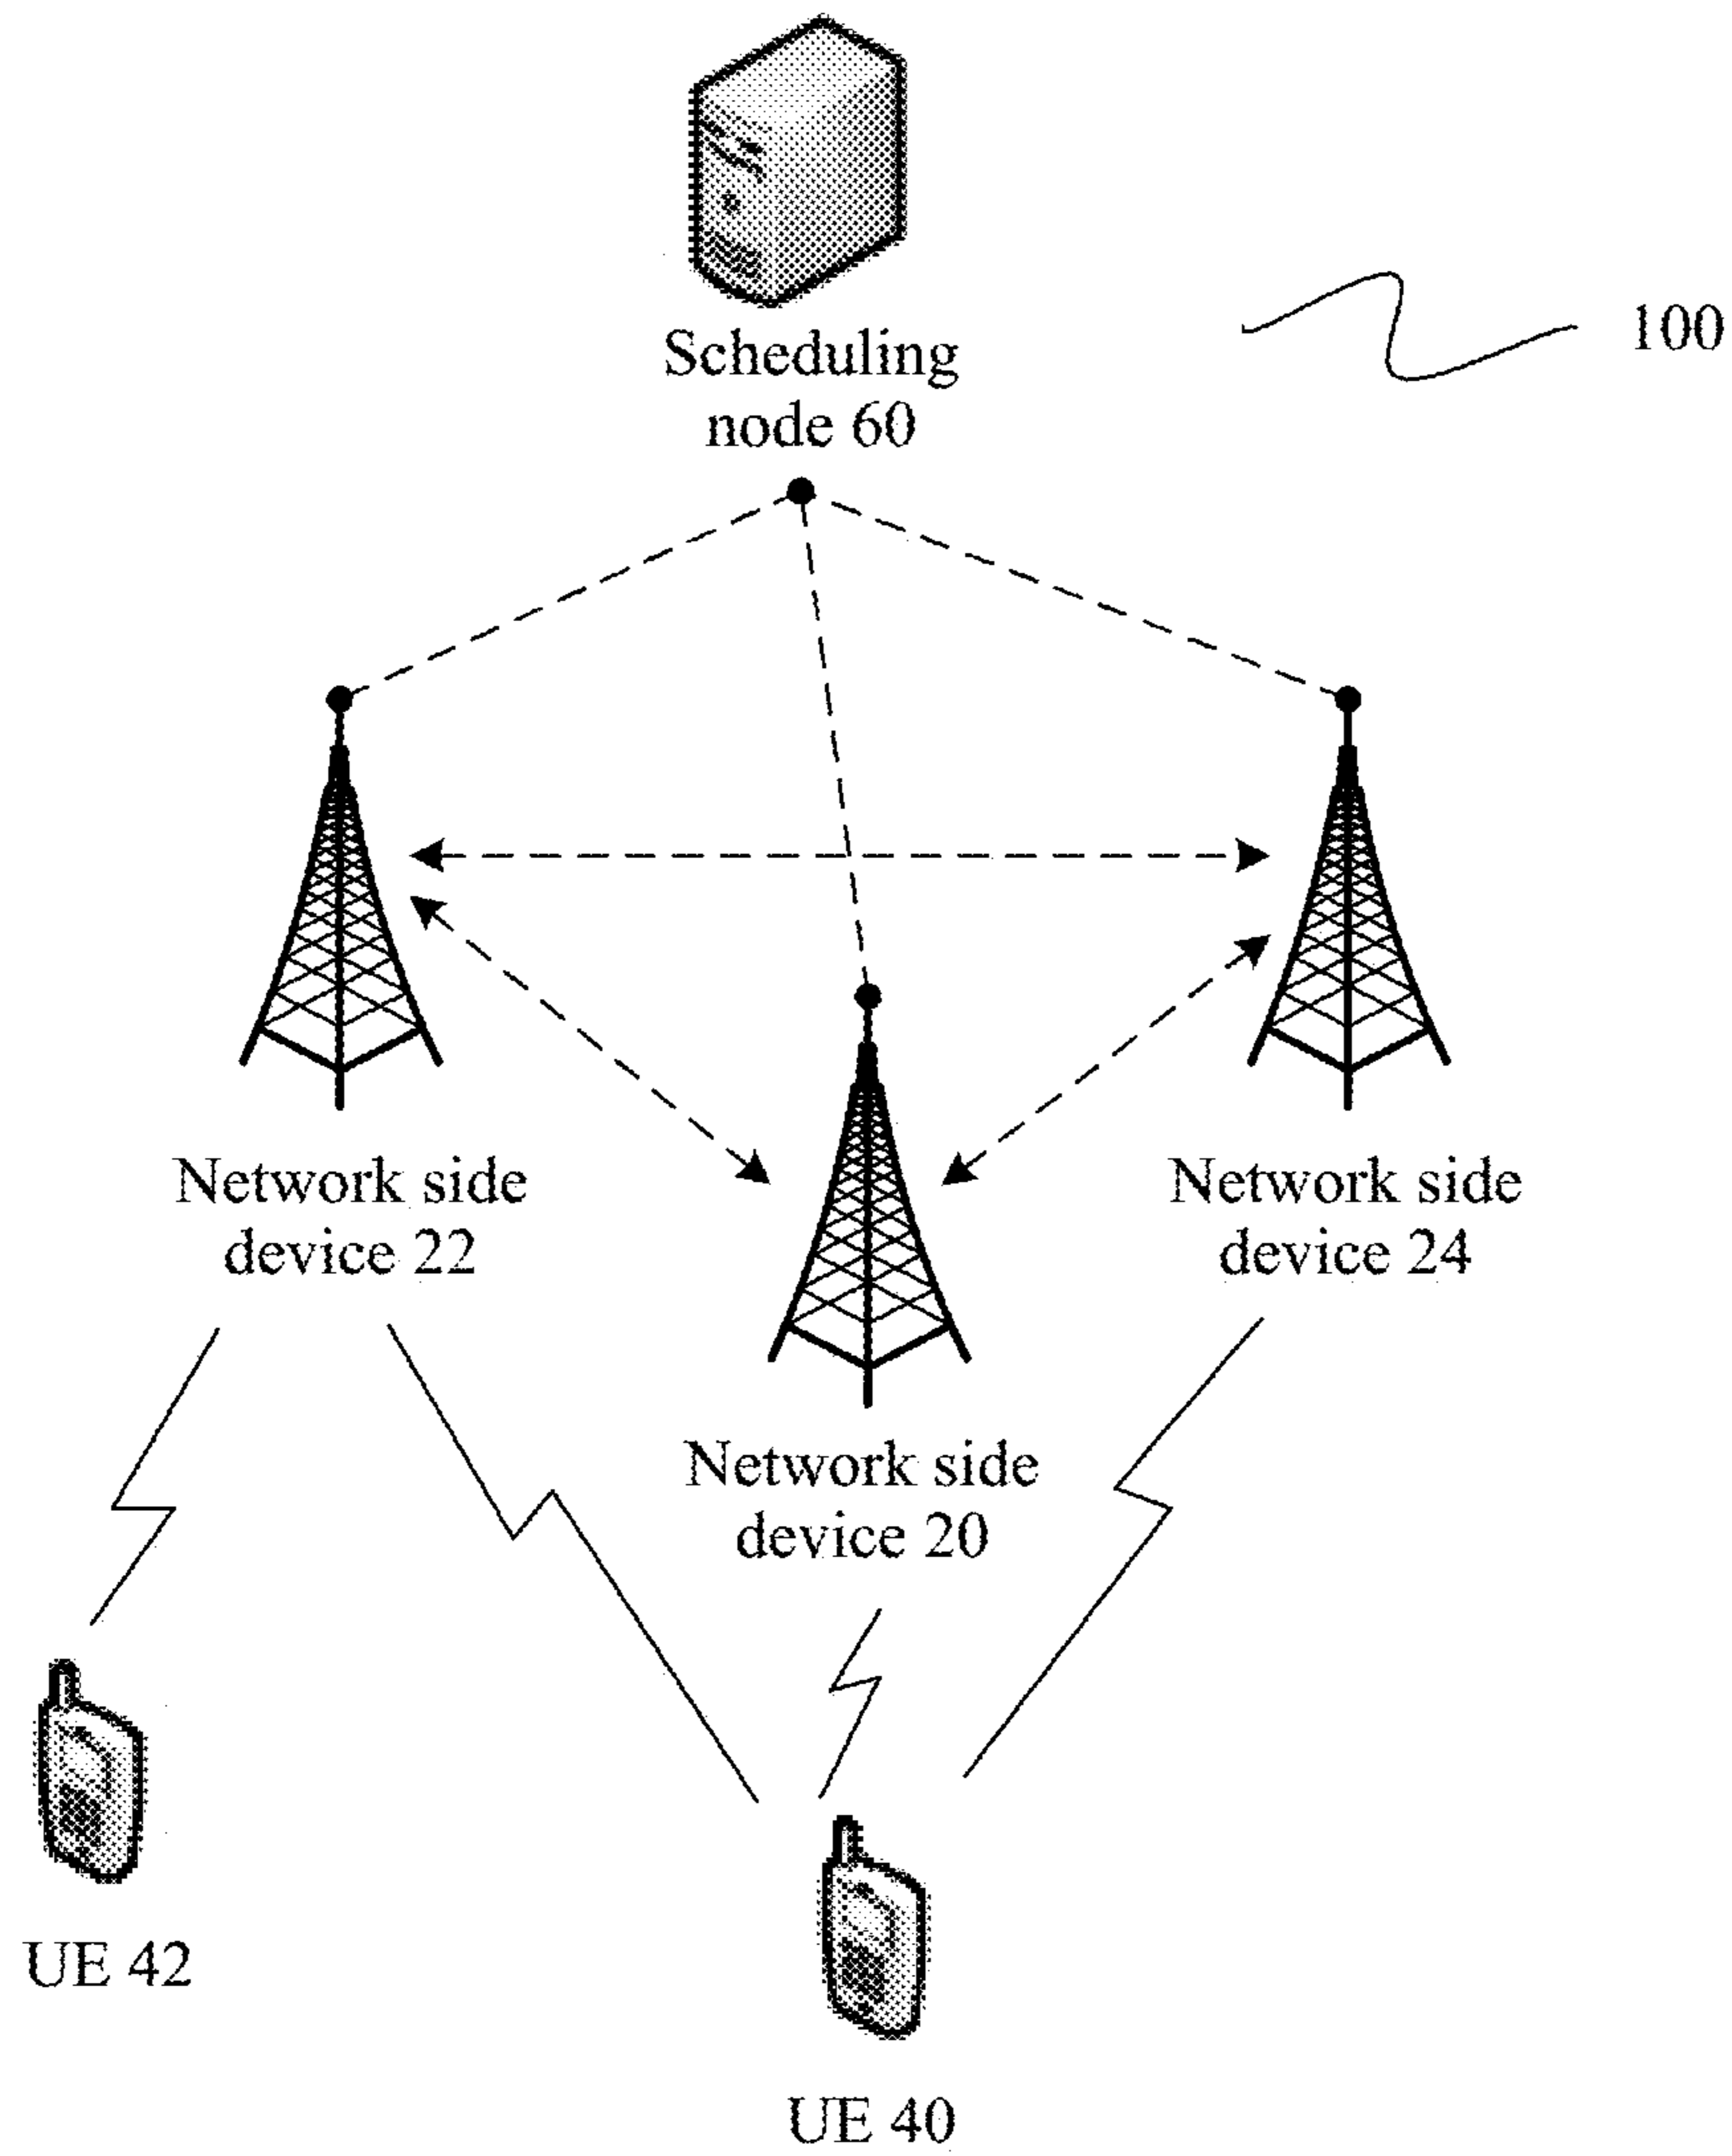 Scheduling
node 60
100
Network side
device 22
Network side
device 24
Network side
device 20
UE 42
UE 40